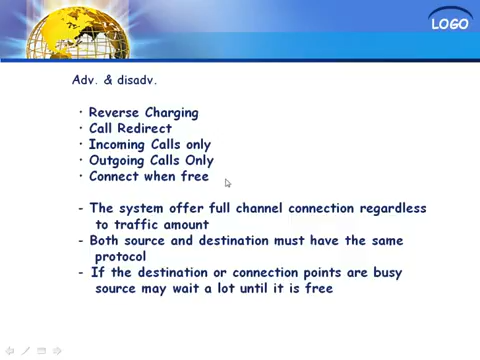 LOGO
Adv. & disadv.
· Reverse Charging
· Call Redirect
· Incoming Calls only
· Outgoing Calls Only
· Connect when free
- The system offer full channel connection regardless
to traffic amount
- Both source and destination must have the same
protocol
- If the destination or connection points are busy
source may wait a lot until it is free